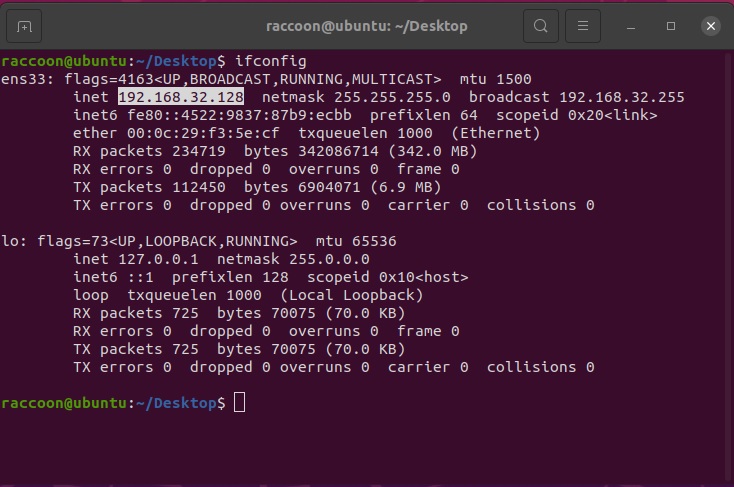 raccoon@ubuntu: ~/Desktop
raccoon@ubuntu:~/Desktop$ ifconfig
ens33: flags=4163<UP,BROADCAST,RUNNING,MULTICAST>  mtu 1500
        inet 192.168.32.128  netmask 255.255.255.0  broadcast 192.168.32.255
        inet6 fe80::4522:9837:87b9:ecbb  prefixlen 64  scopeid 0x20<link>
        ether 00:0c:29:f3:5e:cf  txqueuelen 1000  (Ethernet)
        RX packets 234719  bytes 342086714 (342.0 MB)
        RX errors 0  dropped 0  overruns 0  frame 0
        TX packets 112450  bytes 6904071 (6.9 MB)
        TX errors 0  dropped 0 overruns 0  carrier 0  collisions 0
lo: flags=73<UP,LOOPBACK,RUNNING>  mtu 65536
        inet 127.0.0.1  netmask 255.0.0.0
        inet6 ::1  prefixlen 128  scopeid 0x10<host>
        loop  txqueuelen 1000  (Local Loopback)
        RX packets 725  bytes 70075 (70.0 KB)
        RX errors 0  dropped 0  overruns 0  frame 0
        TX packets 725  bytes 70075 (70.0 KB)
        TX errors 0  dropped 0 overruns 0  carrier 0  collisions 0
raccoon@ubuntu:~/Desktop$